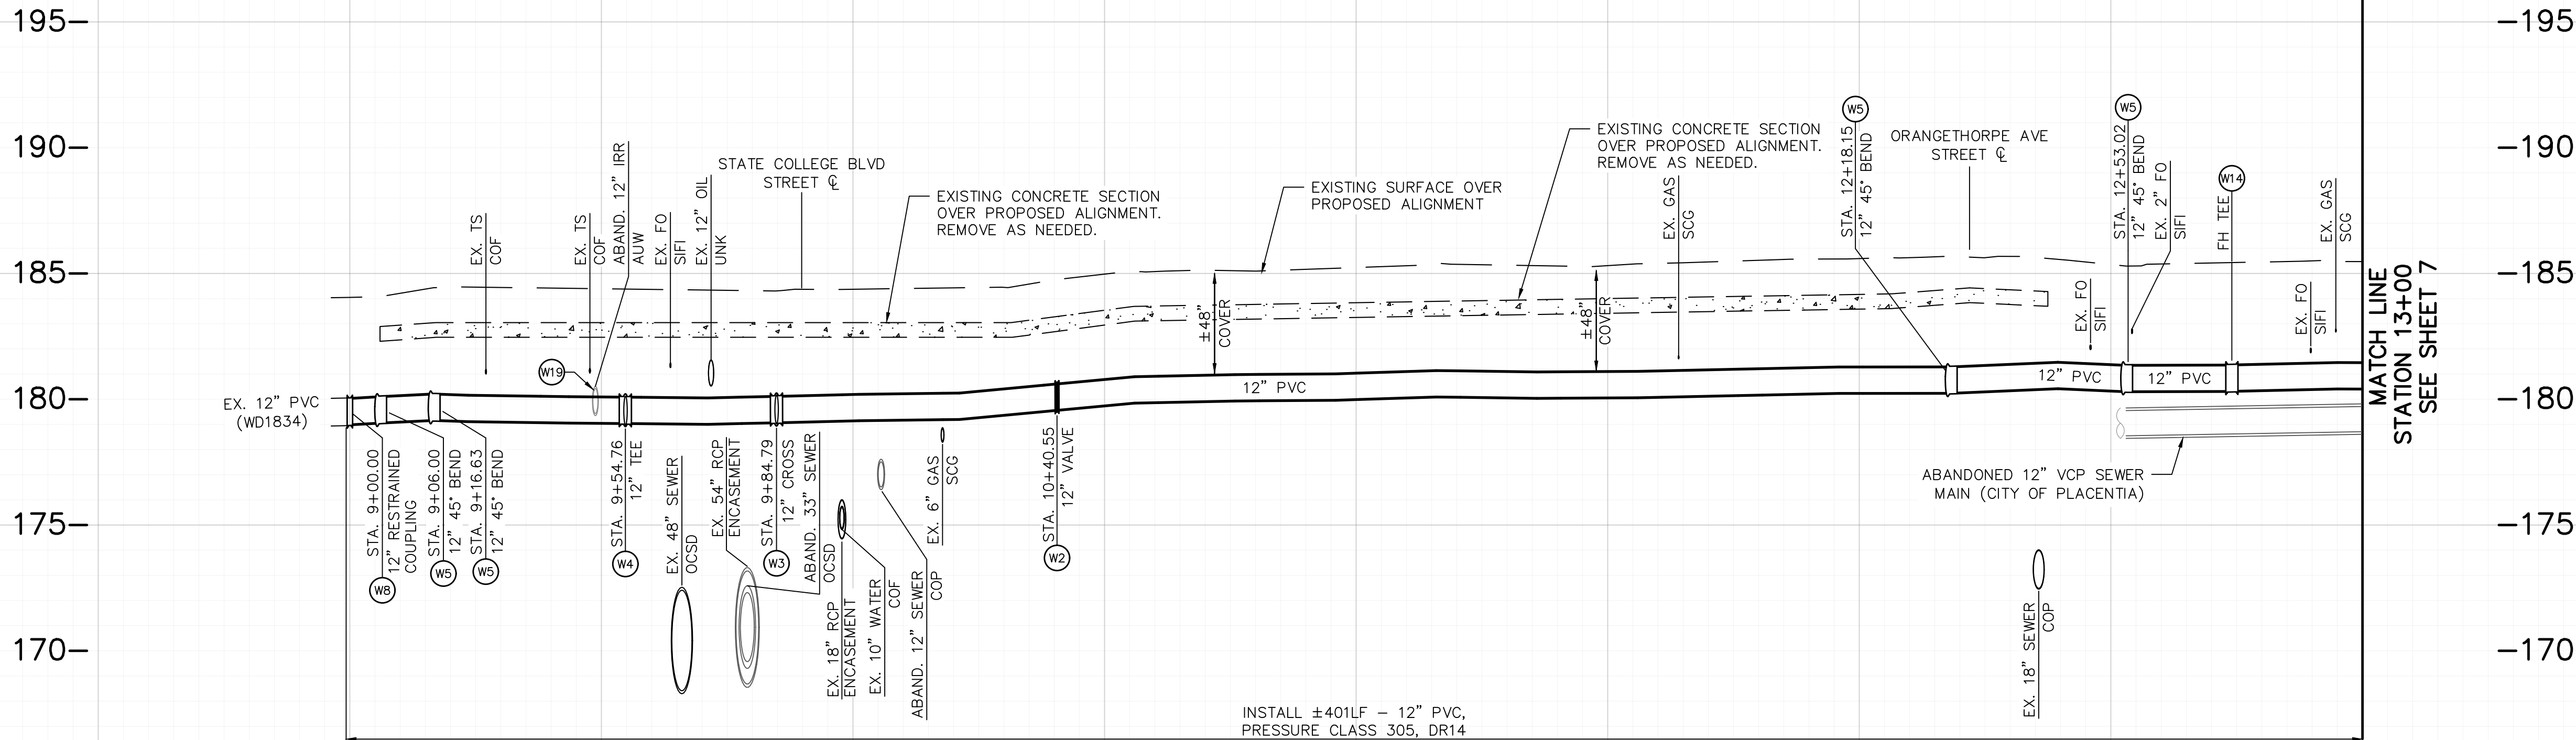 195
195
190
190
185
185
180
180
175
175
170
170
EX. TS
COF
EX. TS
COF
ABAND. 12" IRR
AUW
EX. FO
SIFI
EX. 12" OIL
UNK
STATE COLLEGE BLVD
STREET ℄
EXISTING CONCRETE SECTION
OVER PROPOSED ALIGNMENT.
REMOVE AS NEEDED.
EXISTING SURFACE OVER
PROPOSED ALIGNMENT
EXISTING CONCRETE SECTION
OVER PROPOSED ALIGNMENT.
REMOVE AS NEEDED.
EX. GAS
SCG
W5
STA. 12+18.15
12" 45° BEND
ORANGETHORPE AVE
STREET ℄
W5
STA. 12+53.02
12" 45° BEND
EX. 2" FO
SIFI
W14
FH TEE
EX. GAS
SCG
EX. FO
SIFI
EX. FO
SIFI
±48"
COVER
±48"
COVER
MATCH LINE
STATION 13+00
SEE SHEET 7
W19
EX. 12" PVC
(WD1834)
12" PVC
12" PVC
12" PVC
STA. 9+00.00
12" RESTRAINED
COUPLING
W8
STA. 9+06.00
12" 45° BEND
W5
STA. 9+16.63
12" 45° BEND
W5
STA. 9+54.76
12" TEE
W4
EX. 48" SEWER
OCSD
EX. 54" RCP
ENCASEMENT
STA. 9+84.79
12" CROSS
W3
ABAND. 33" SEWER
OCSD
EX. 18" RCP
ENCASEMENT
EX. 10" WATER
COF
ABAND. 12" SEWER
COP
EX. 6" GAS
SCG
STA. 10+40.55
12" VALVE
W2
ABANDONED 12" VCP SEWER
MAIN (CITY OF PLACENTIA)
EX. 18" SEWER
COP
INSTALL ±401LF – 12" PVC,
PRESSURE CLASS 305, DR14